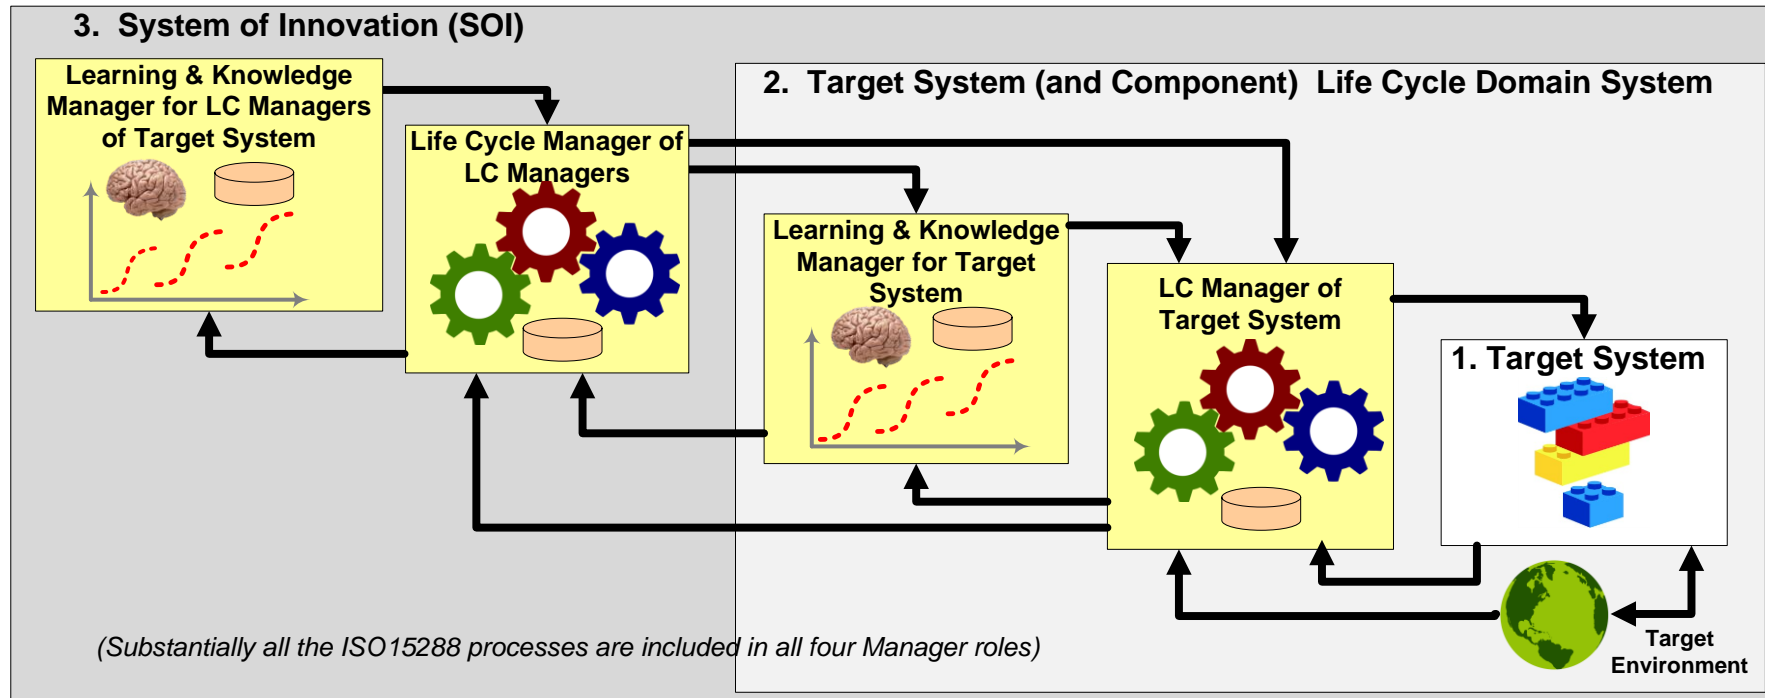 3. System of Innovation (SOI)
Learning & Knowledge
Manager for LC Managers
of Target System
2. Target System (and Component) Life Cycle Domain System
Life Cycle Manager of
LC Managers
Learning & Knowledge
Manager for Target
System
LC Manager of
Target System
1. Target System
(Substantially all the ISO15288 processes are included in all four Manager roles)
Target
Environment